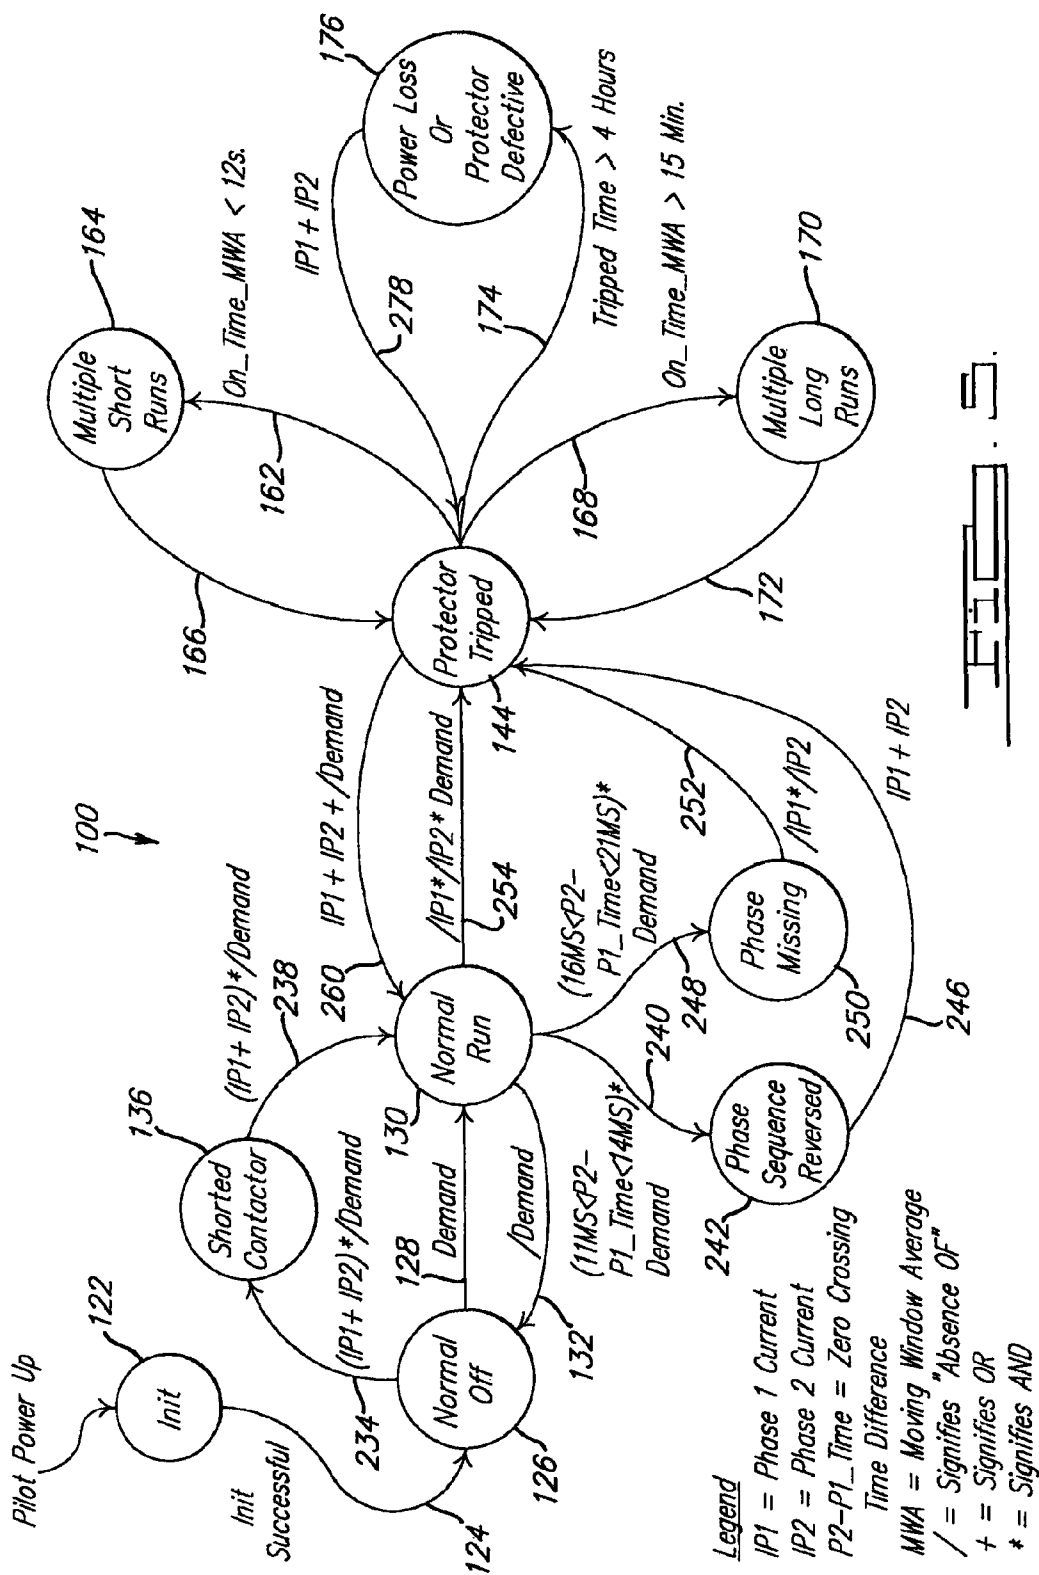 Pilot Power Up
122
Init
Init
Successful
124
100
136
Shorted
Contactor
(IP1+ IP2)*/Demand
234
(IP1+ IP2)*/Demand
238
Normal
Off
126
128
Demand
/Demand
132
Normal
Run
130
260
IP1 + IP2 + /Demand
/IP1*/IP2* Demand
254
Protector
Tripped
144
166
Multiple
Short
Runs
164
162
On_Time_MWA < 12s.
IP1 + IP2
278
174
Power Loss
Or
Protector
Defective
176
Tripped Time > 4 Hours
168
On_Time_MWA > 15 Min.
Multiple
Long
Runs
170
172
(11MS<P2-
P1_Time<14MS)*
Demand
240
Phase
Sequence
Reversed
242
(16MS<P2-
P1_Time<21MS)*
Demand
248
Phase
Missing
250
252
/IP1*/IP2
246
IP1 + IP2
Legend
IP1 = Phase 1 Current
IP2 = Phase 2 Current
P2-P1_Time = Zero Crossing
Time Difference
MWA = Moving Window Average
/ = Signifies "Absence OF"
+ = Signifies OR
* = Signifies AND